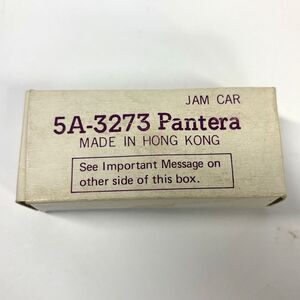 JAM CAR
5A-3273 Pantera
MADE IN HONG KONG
See Important Message on
other side of this box.